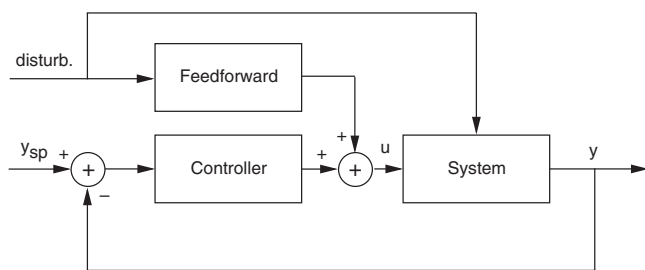 disturb.
Feedforward
+
y_sp
+
+
Controller
+
+
u
System
y
−